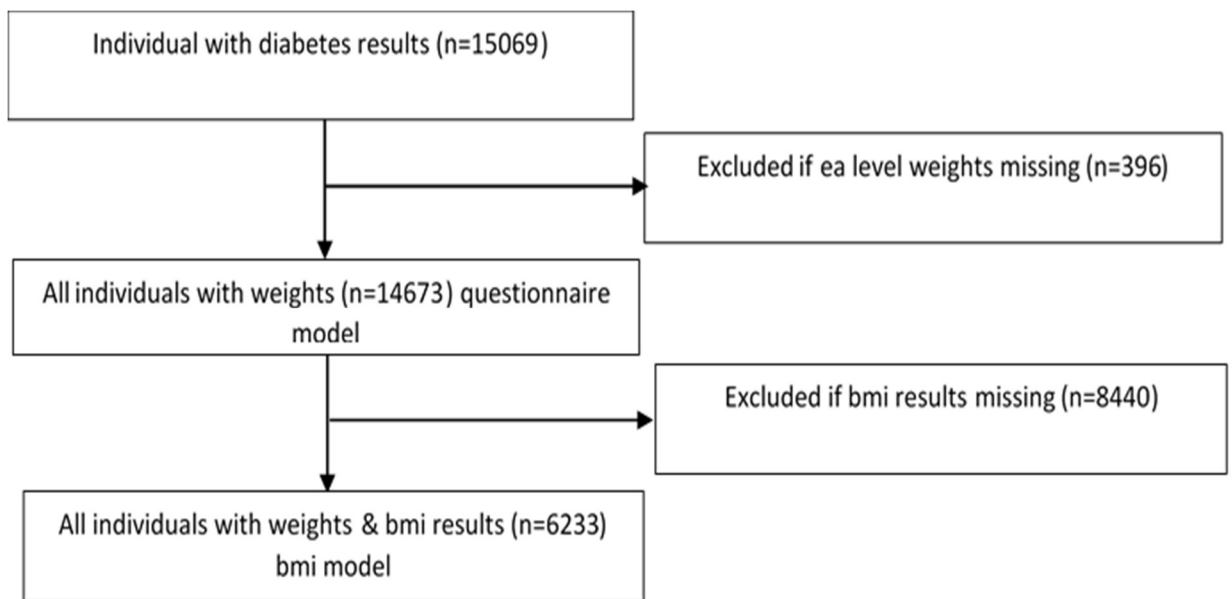 Individual with diabetes results (n=15069)
Excluded if ea level weights missing (n=396)
All individuals with weights (n=14673) questionnaire
model
Excluded if bmi results missing (n=8440)
All individuals with weights & bmi results (n=6233)
bmi model